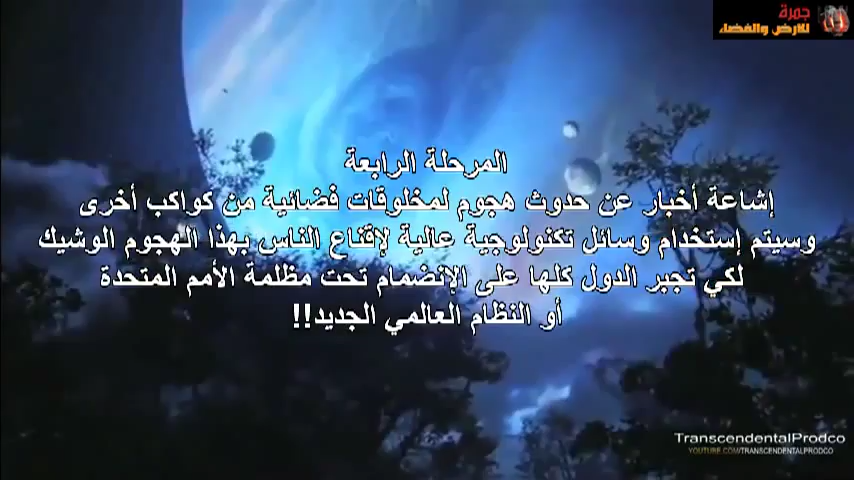 جمرة
للارض والفضاء
المرحلة الرابعة
إشاعة أخبار عن حدوث هجوم لمخلوقات فضائية من كواكب أخرى
وسيتم إستخدام وسائل تكنولوجية عالية لإقناع الناس بهذا الهجوم الوشيك
لكي تجبر الدول كلها على الإنضمام تحت مظلمة الأمم المتحدة
أو النظام العالمي الجديد!!
TranscendentalProdco
YOUTUBE.COM/TRANSCENDENTALPRODCO